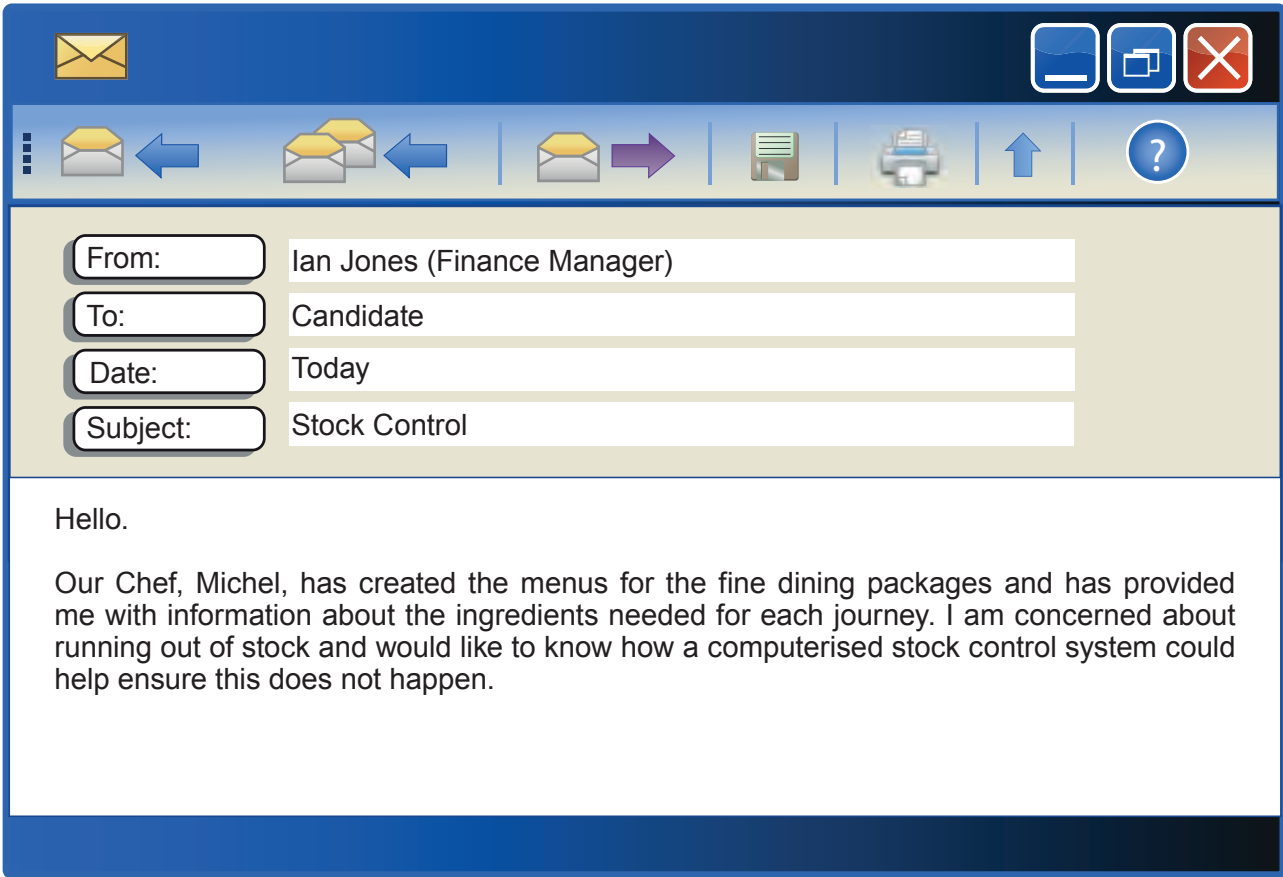 ?
From: Ian Jones (Finance Manager)
To: Candidate
Date: Today
Subject: Stock Control
Hello.
Our Chef, Michel, has created the menus for the fine dining packages and has provided
me with information about the ingredients needed for each journey. I am concerned about
running out of stock and would like to know how a computerised stock control system could
help ensure this does not happen.